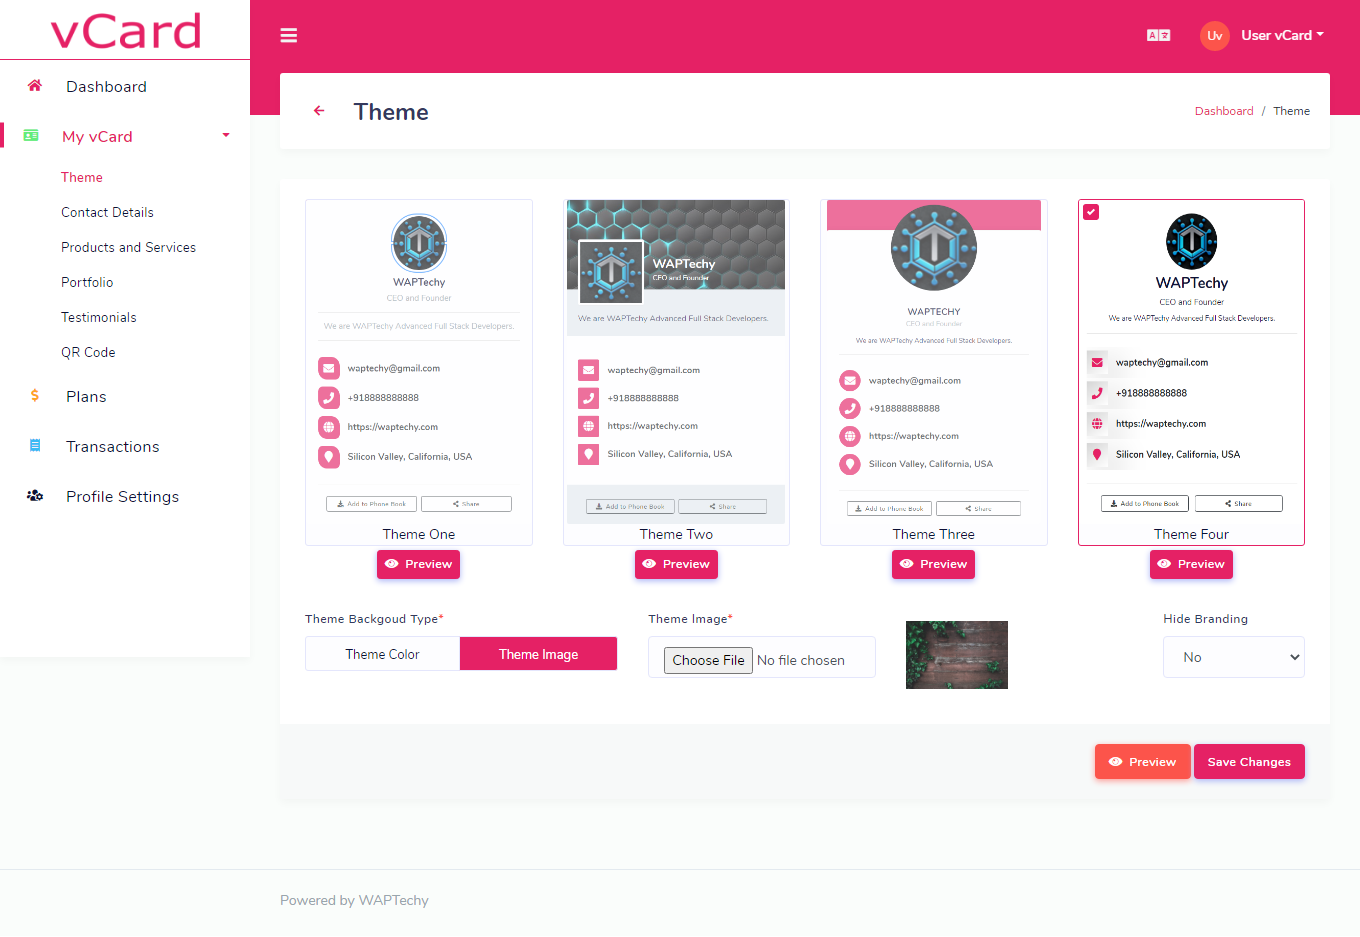 vCard
Uv
User vCard
Dashboard
My vCard
Theme
Contact Details
Products and Services
Portfolio
Testimonials
QR Code
Plans
Transactions
Profile Settings
Theme
Dashboard / Theme
WAPTechy
CEO and Founder
We are WAPTechy Advanced Full Stack Developers.
waptechy@gmail.com
+918888888888
https://waptechy.com
Silicon Valley, California, USA
Add to Phone Book
Share
Theme One
Preview
WAPTechy
CEO and Founder
We are WAPTechy Advanced Full Stack Developers.
waptechy@gmail.com
+918888888888
https://waptechy.com
Silicon Valley, California, USA
Add to Phone Book
Share
Theme Two
Preview
WAPTECHY
CEO and Founder
We are WAPTechy Advanced Full Stack Developers.
waptechy@gmail.com
+918888888888
https://waptechy.com
Silicon Valley, California, USA
Add to Phone Book
Share
Theme Three
Preview
WAPTechy
CEO and Founder
We are WAPTechy Advanced Full Stack Developers.
waptechy@gmail.com
+918888888888
https://waptechy.com
Silicon Valley, California, USA
Add to Phone Book
Share
Theme Four
Preview
Theme Backgoud Type*
Theme Color
Theme Image
Theme Image*
Choose File No file chosen
Hide Branding
No
Preview
Save Changes
Powered by WAPTechy